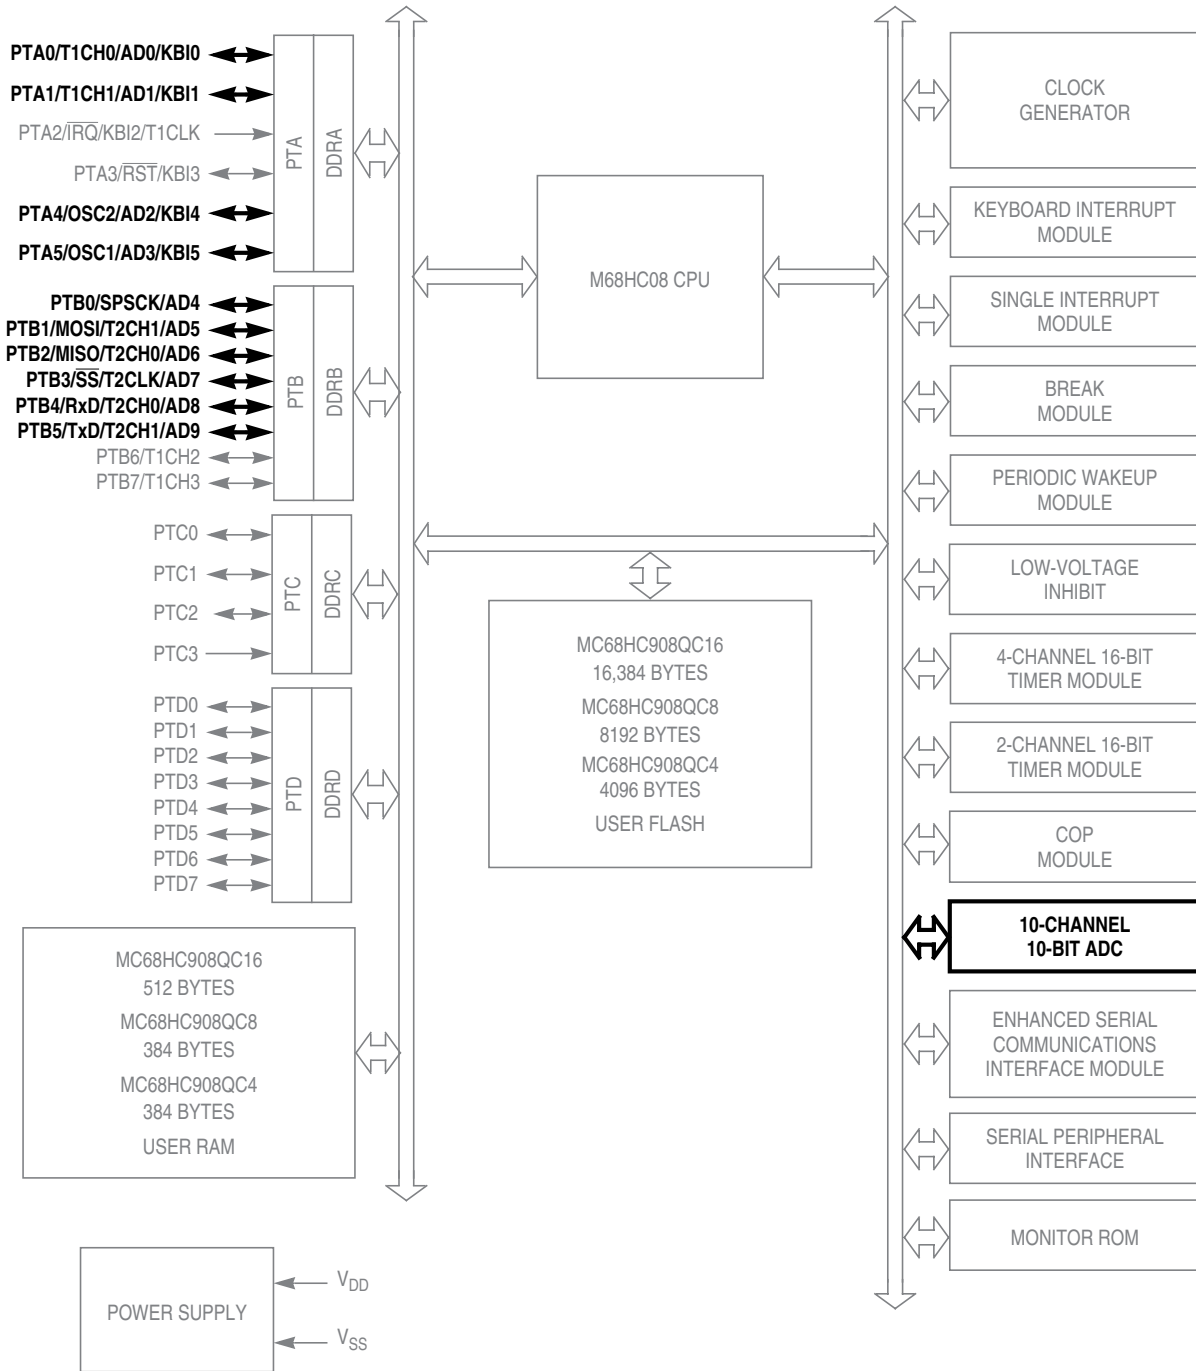 PTA0/T1CH0/AD0/KBI0
PTA1/T1CH1/AD1/KBI1
PTA2/IRQ/KBI2/T1CLK
PTA3/RST/KBI3
PTA4/OSC2/AD2/KBI4
PTA5/OSC1/AD3/KBI5
PTA
DDRA
PTB0/SPSCK/AD4
PTB1/MOSI/T2CH1/AD5
PTB2/MISO/T2CH0/AD6
PTB3/SS/T2CLK/AD7
PTB4/RxD/T2CH0/AD8
PTB5/TxD/T2CH1/AD9
PTB6/T1CH2
PTB7/T1CH3
PTB
DDRB
PTC0
PTC1
PTC2
PTC3
PTC
DDRC
PTD0
PTD1
PTD2
PTD3
PTD4
PTD5
PTD6
PTD7
PTD
DDRD
MC68HC908QC16
512 BYTES
MC68HC908QC8
384 BYTES
MC68HC908QC4
384 BYTES
USER RAM
POWER SUPPLY
VDD
VSS
M68HC08 CPU
MC68HC908QC16
16,384 BYTES
MC68HC908QC8
8192 BYTES
MC68HC908QC4
4096 BYTES
USER FLASH
CLOCK
GENERATOR
KEYBOARD INTERRUPT
MODULE
SINGLE INTERRUPT
MODULE
BREAK
MODULE
PERIODIC WAKEUP
MODULE
LOW-VOLTAGE
INHIBIT
4-CHANNEL 16-BIT
TIMER MODULE
2-CHANNEL 16-BIT
TIMER MODULE
COP
MODULE
10-CHANNEL
10-BIT ADC
ENHANCED SERIAL
COMMUNICATIONS
INTERFACE MODULE
SERIAL PERIPHERAL
INTERFACE
MONITOR ROM